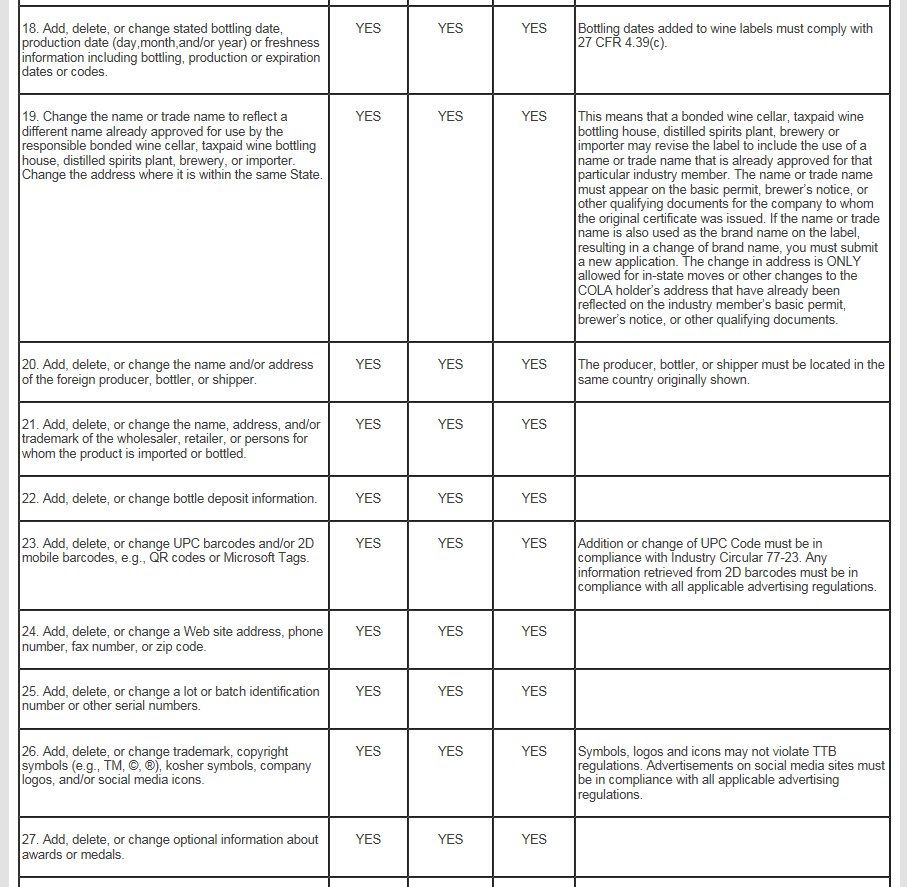 18. Add, delete, or change stated bottling date,
production date (day,month,and/or year) or freshness
information including bottling, production or expiration
dates or codes.
YES
YES
YES
Bottling dates added to wine labels must comply with
27 CFR 4.39(c).
19. Change the name or trade name to reflect a
different name already approved for use by the
responsible bonded wine cellar, taxpaid wine bottling
house, distilled spirits plant, brewery, or importer.
Change the address where it is within the same State.
YES
YES
YES
This means that a bonded wine cellar, taxpaid wine
bottling house, distilled spirits plant, brewery or
importer may revise the label to include the use of a
name or trade name that is already approved for that
particular industry member. The name or trade name
must appear on the basic permit, brewer's notice, or
other qualifying documents for the company to whom
the original certificate was issued. If the name or trade
name is also used as the brand name on the label,
resulting in a change of brand name, you must submit
a new application. The change in address is ONLY
allowed for in-state moves or other changes to the
COLA holder's address that have already been
reflected on the industry member's basic permit,
brewer's notice, or other qualifying documents.
20. Add, delete, or change the name and/or address
of the foreign producer, bottler, or shipper.
YES
YES
YES
The producer, bottler, or shipper must be located in the
same country originally shown.
21. Add, delete, or change the name, address, and/or
trademark of the wholesaler, retailer, or persons for
whom the product is imported or bottled.
YES
YES
YES
22. Add, delete, or change bottle deposit information.
YES
YES
YES
23. Add, delete, or change UPC barcodes and/or 2D
mobile barcodes, e.g., QR codes or Microsoft Tags.
YES
YES
YES
Addition or change of UPC Code must be in
compliance with Industry Circular 77-23. Any
information retrieved from 2D barcodes must be in
compliance with all applicable advertising regulations.
24. Add, delete, or change a Web site address, phone
number, fax number, or zip code.
YES
YES
YES
25. Add, delete, or change a lot or batch identification
number or other serial numbers.
YES
YES
YES
26. Add, delete, or change trademark, copyright
symbols (e.g., TM, ©, ®), kosher symbols, company
logos, and/or social media icons.
YES
YES
YES
Symbols, logos and icons may not violate TTB
regulations. Advertisements on social media sites must
be in compliance with all applicable advertising
regulations.
27. Add, delete, or change optional information about
awards or medals.
YES
YES
YES